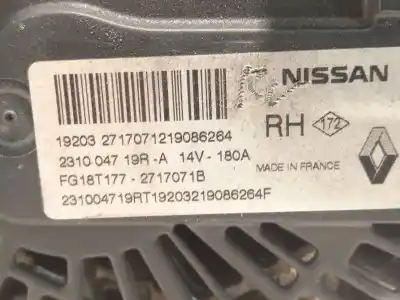 NISSAN
19203 2717071219086264
RH 172
2310 047 19R -A 14V - 180A
MADE IN FRANCE
FG18T177 - 2717071B
231004719RT19203219086264F